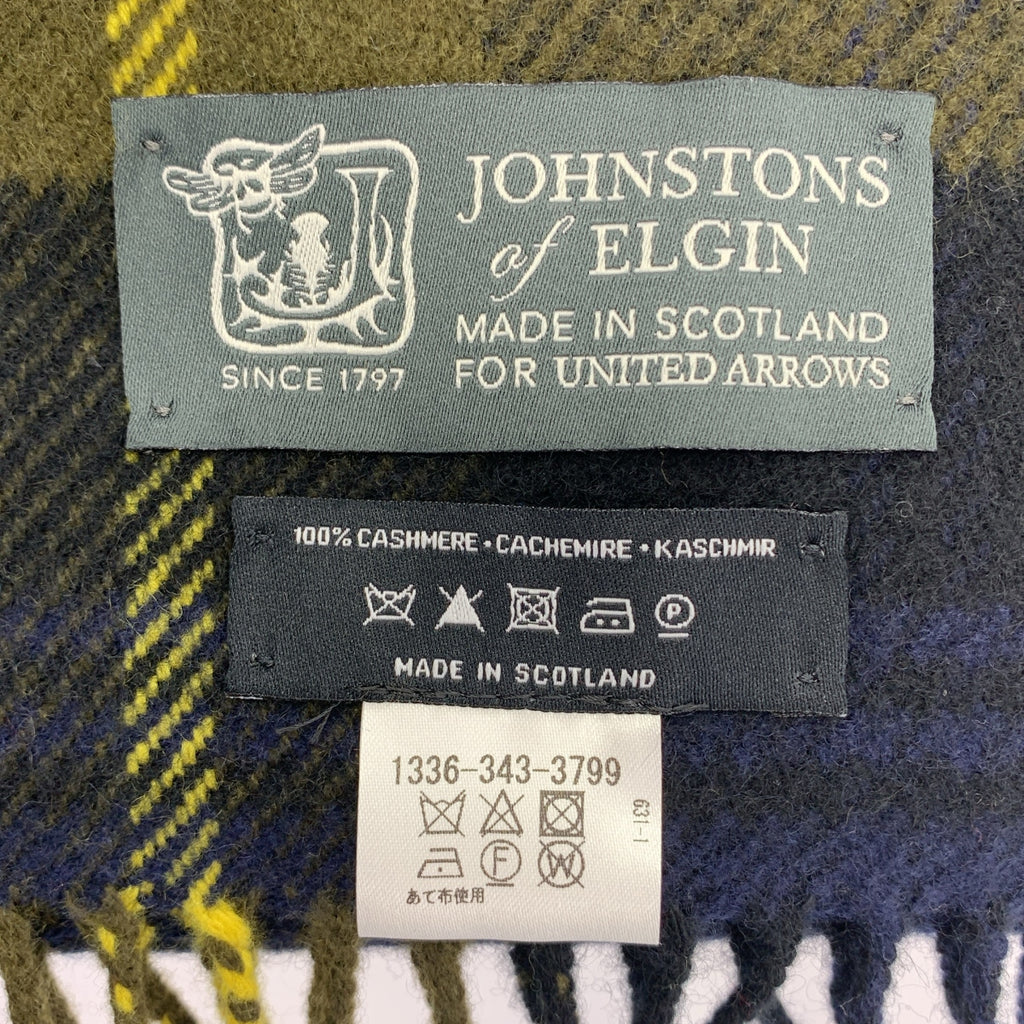 JOHNSTONS
of ELGIN
MADE IN SCOTLAND
FOR UNITED ARROWS
SINCE 1797
100% CASHMERE • CACHEMIRE • KASCHMIR
P
MADE IN SCOTLAND
1336-343-3799
631-1
F W
あて布使用